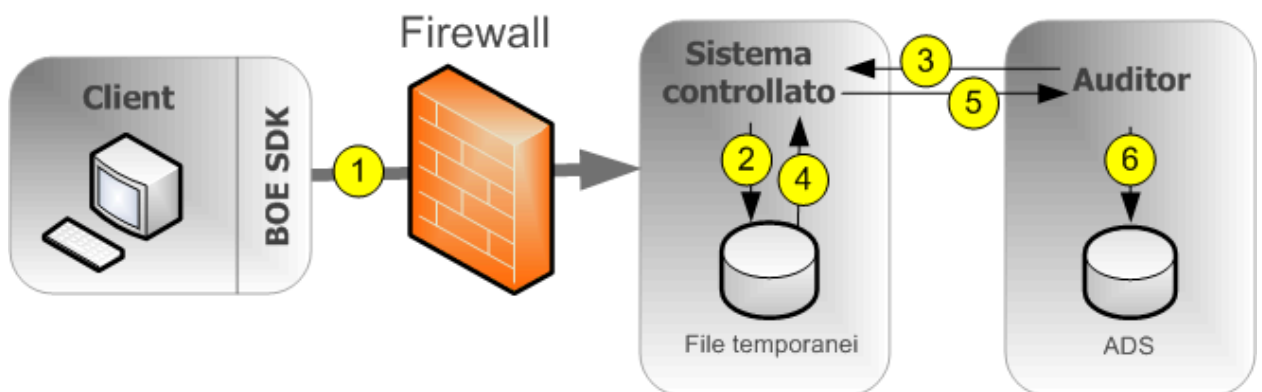 Firewall
Client
BOE SDK
1
Sistema
controllato
2
4
File temporanei
3
5
Auditor
6
ADS